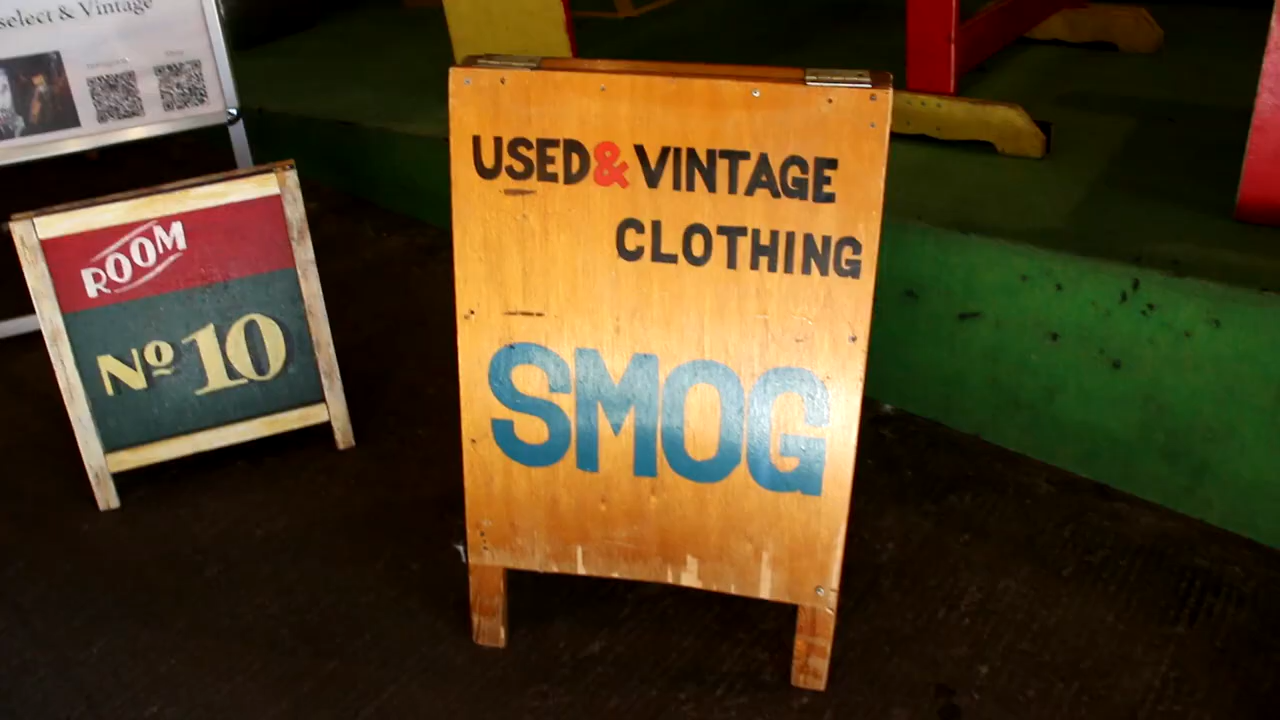 select & Vintage
ROOM
No 10
USED & VINTAGE
CLOTHING
SMOG